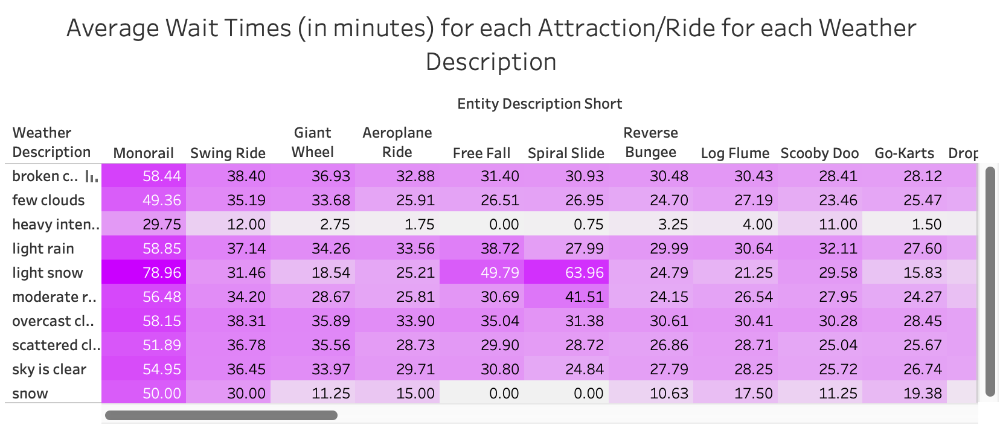 Average Wait Times (in minutes) for each Attraction/Ride for each Weather
Description
Entity Description Short
Weather Description Monorail Swing Ride Giant Wheel Aeroplane Ride Free Fall Spiral Slide Reverse Bungee Log Flume Scooby Doo Go-Karts Drop
broken c.. 58.44 38.40 36.93 32.88 31.40 30.93 30.48 30.43 28.41 28.12
few clouds 49.36 35.19 33.68 25.91 26.51 26.95 24.70 27.19 23.46 25.47
heavy inten.. 29.75 12.00 2.75 1.75 0.00 0.75 3.25 4.00 11.00 1.50
light rain 58.85 37.14 34.26 33.56 38.72 27.99 29.99 30.64 32.11 27.60
light snow 78.96 31.46 18.54 25.21 49.79 63.96 24.79 21.25 29.58 15.83
moderate r.. 56.48 34.20 28.67 25.81 30.69 41.51 24.15 26.54 27.95 24.27
overcast cl.. 58.15 38.31 35.89 33.90 35.04 31.38 30.61 30.41 30.28 28.45
scattered cl.. 51.89 36.78 35.56 28.73 29.90 28.72 26.86 28.71 25.04 25.67
sky is clear 54.95 36.45 33.97 29.71 30.80 24.84 27.79 28.25 25.72 26.74
snow 50.00 30.00 11.25 15.00 0.00 0.00 10.63 17.50 11.25 19.38